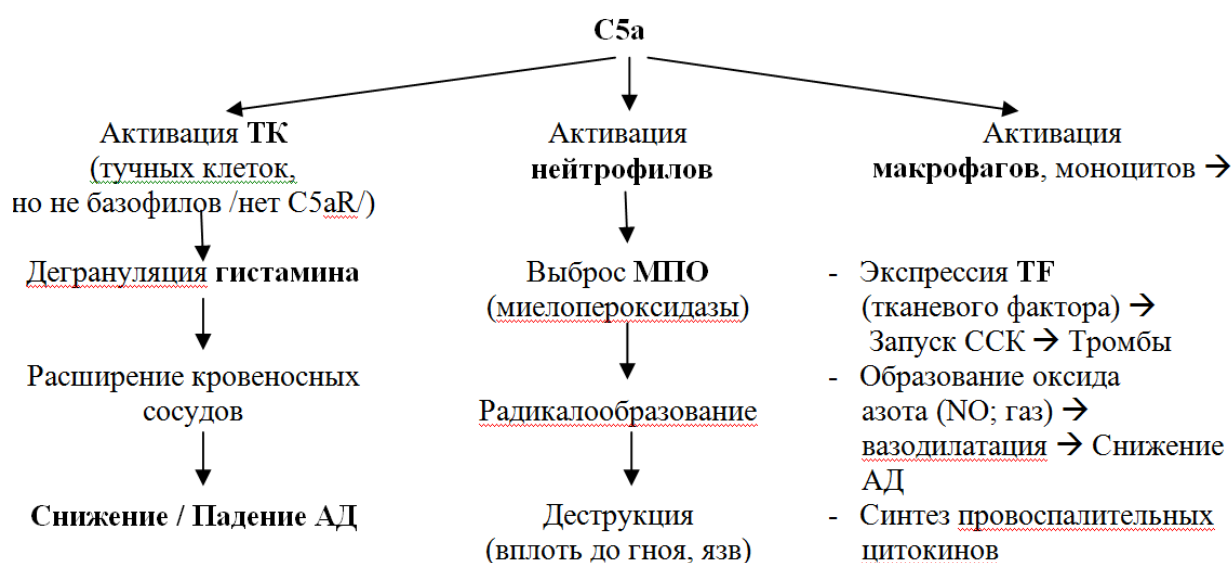 C5a
Активация ТК
(тучных клеток,
но не базофилов /нет C5aR/)
Дегрануляция гистамина
Расширение кровеносных
сосудов
Снижение / Падение АД
Активация
нейтрофилов
Выброс МПО
(миелопероксидазы)
Радикалообразование
Деструкция
(вплоть до гноя, язв)
Активация
макрофагов, моноцитов →
- Экспрессия TF
(тканевого фактора) →
Запуск ССК → Тромбы
- Образование оксида
азота (NO; газ) →
вазодилатация → Снижение
АД
- Синтез провоспалительных
цитокинов